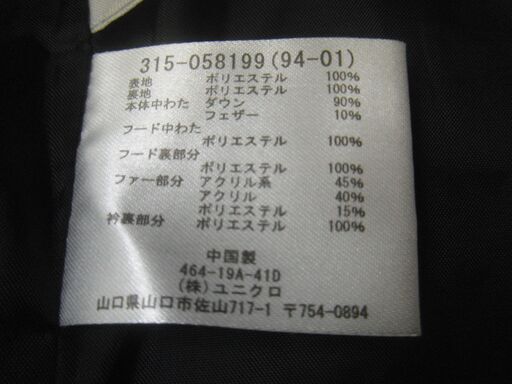 315-058199(94-01)
表地 ポリエステル 100%
裏地 ポリエステル 100%
本体中わた ダウン 90%
フェザー 10%
フード中わた
ポリエステル 100%
フード裏部分
ポリエステル 100%
ファー部分 アクリル系 45%
アクリル 40%
ポリエステル 15%
衿裏部分 ポリエステル 100%
中国製
464-19A-41D
(株)ユニクロ
山口県山口市佐山717-1 〒754-0894